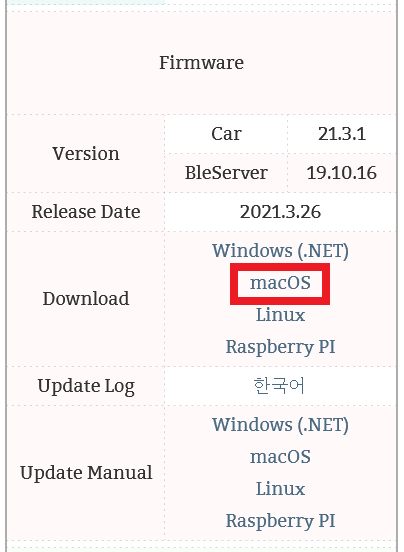 Firmware
Version
Car 21.3.1
BleServer 19.10.16
Release Date 2021.3.26
Download
Windows (.NET)
macOS
Linux
Raspberry PI
Update Log 한국어
Update Manual
Windows (.NET)
macOS
Linux
Raspberry PI